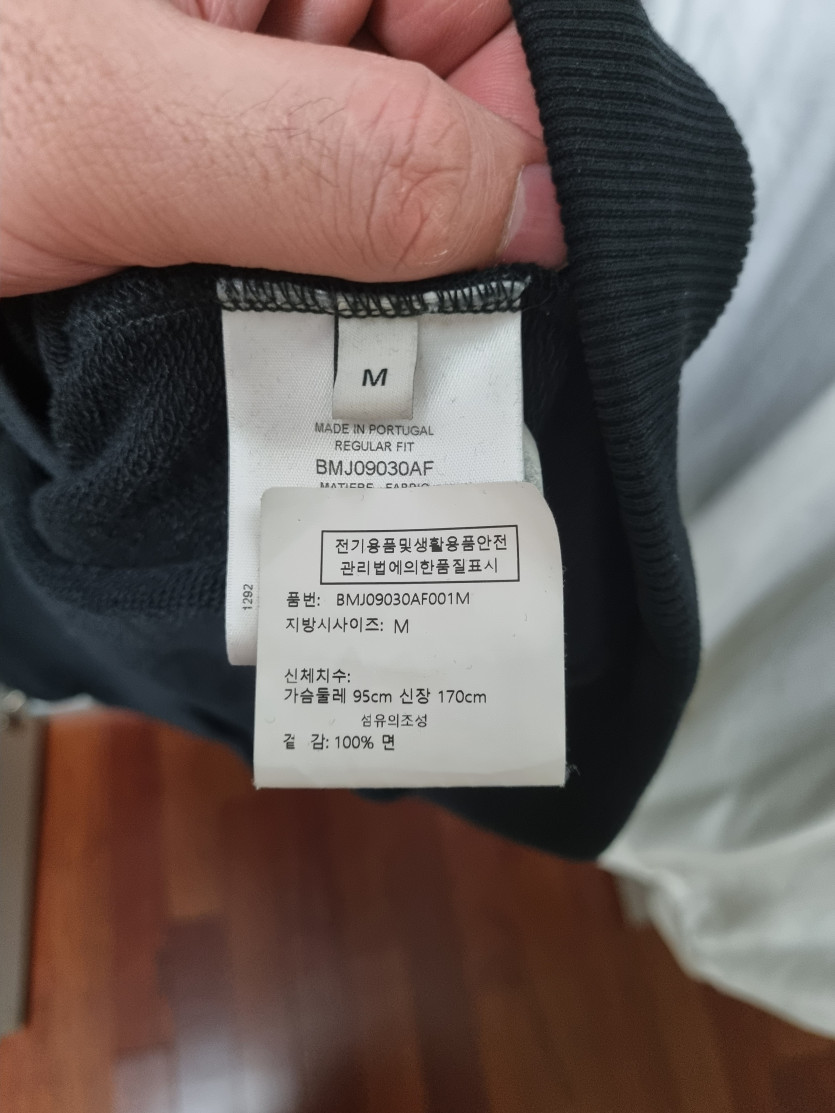 M
MADE IN PORTUGAL
REGULAR FIT
BMJ09030AF
MATIERE - FABRIC
1292
전기용품및생활용품안전
관리법에의한품질표시
품번: BMJ09030AF001M
지방시사이즈: M
신체치수:
가슴둘레 95cm 신장 170cm
섬유의조성
겉 감: 100% 면